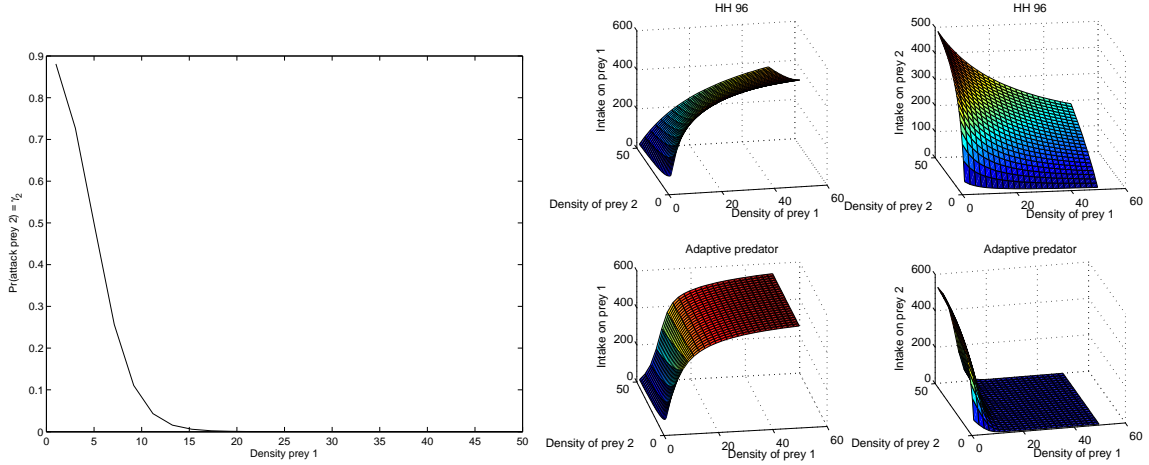 0.9
0.8
0.7
0.6
0.5
0.4
0.3
0.2
0.1
0
Pr(attack prey 2) = γ2
0 5 10 15 20 25 30 35 40 45 50
Density prey 1
HH 96
600
400
200
0
Intake on prey 1
50
0
Density of prey 2
0 20 40 60
Density of prey 1
HH 96
500
400
300
200
100
0
Intake on prey 2
50
0
Density of prey 2
0 20 40 60
Density of prey 1
Adaptive predator
600
400
200
0
Intake on prey 1
50
0
Density of prey 2
0 20 40 60
Density of prey 1
Adaptive predator
600
400
200
0
Intake on prey 2
50
0
Density of prey 2
0 20 40 60
Density of prey 1